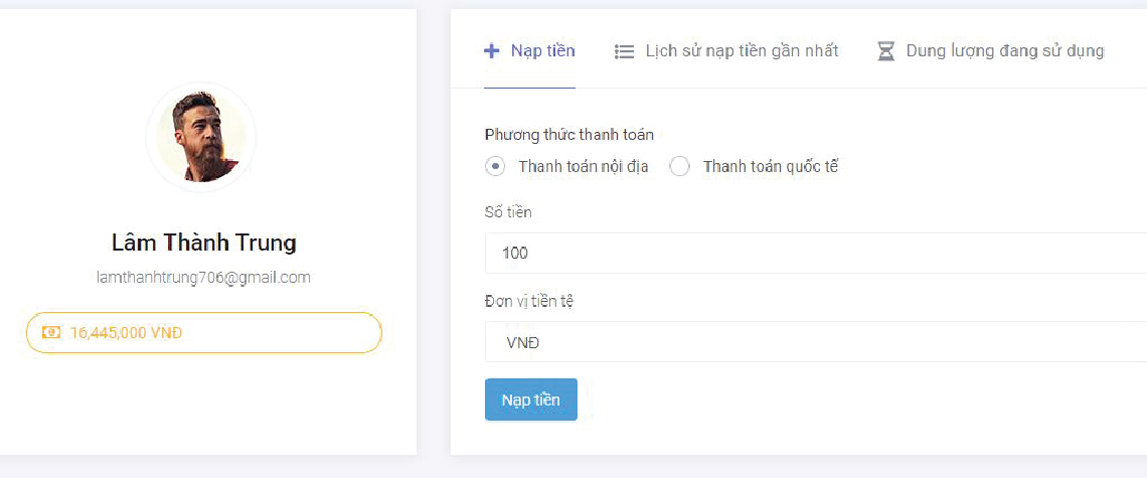 Lâm Thành Trung
lamthanhtrung706@gmail.com
16,445,000 VNĐ
Nạp tiền
Lịch sử nạp tiền gần nhất
Dung lượng đang sử dụng
Phương thức thanh toán
Thanh toán nội địa
Thanh toán quốc tế
Số tiền
100
Đơn vị tiền tệ
VNĐ
Nạp tiền